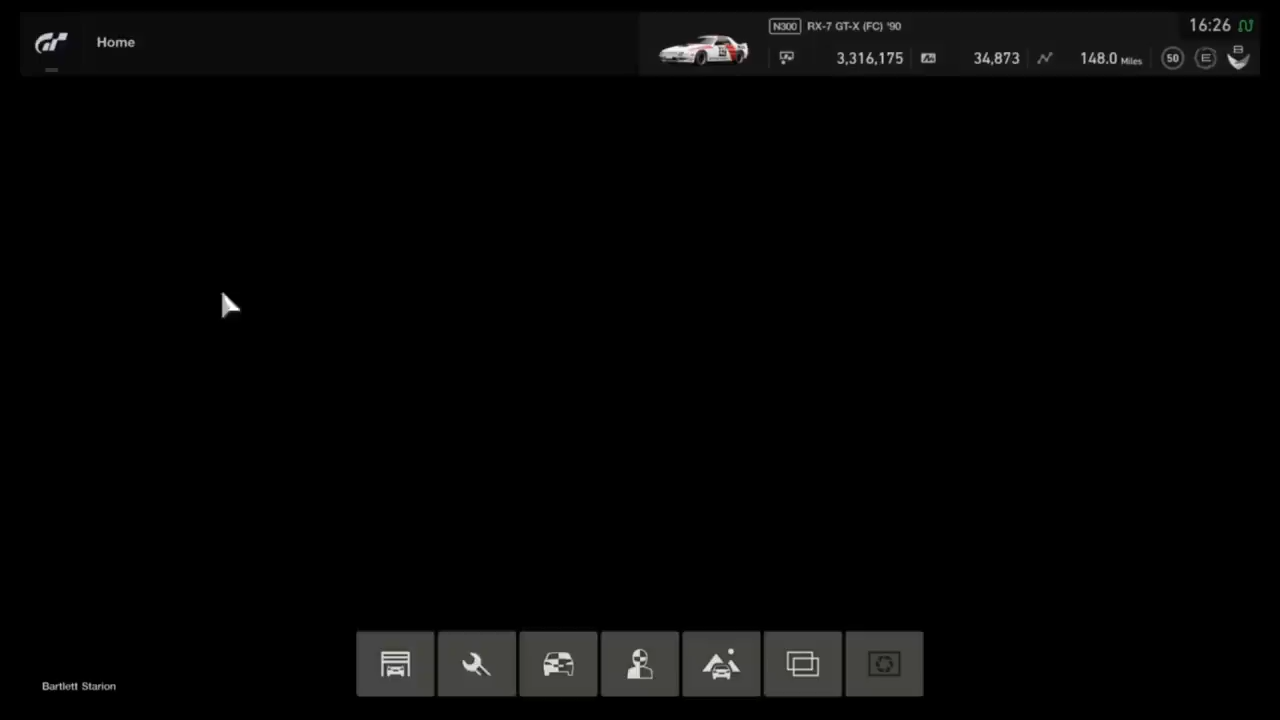 Home
N300 RX-7 GT-X (FC) '90
16:26
3,316,175
34,873
148.0 Miles
50
E
B
Bartlett Starion